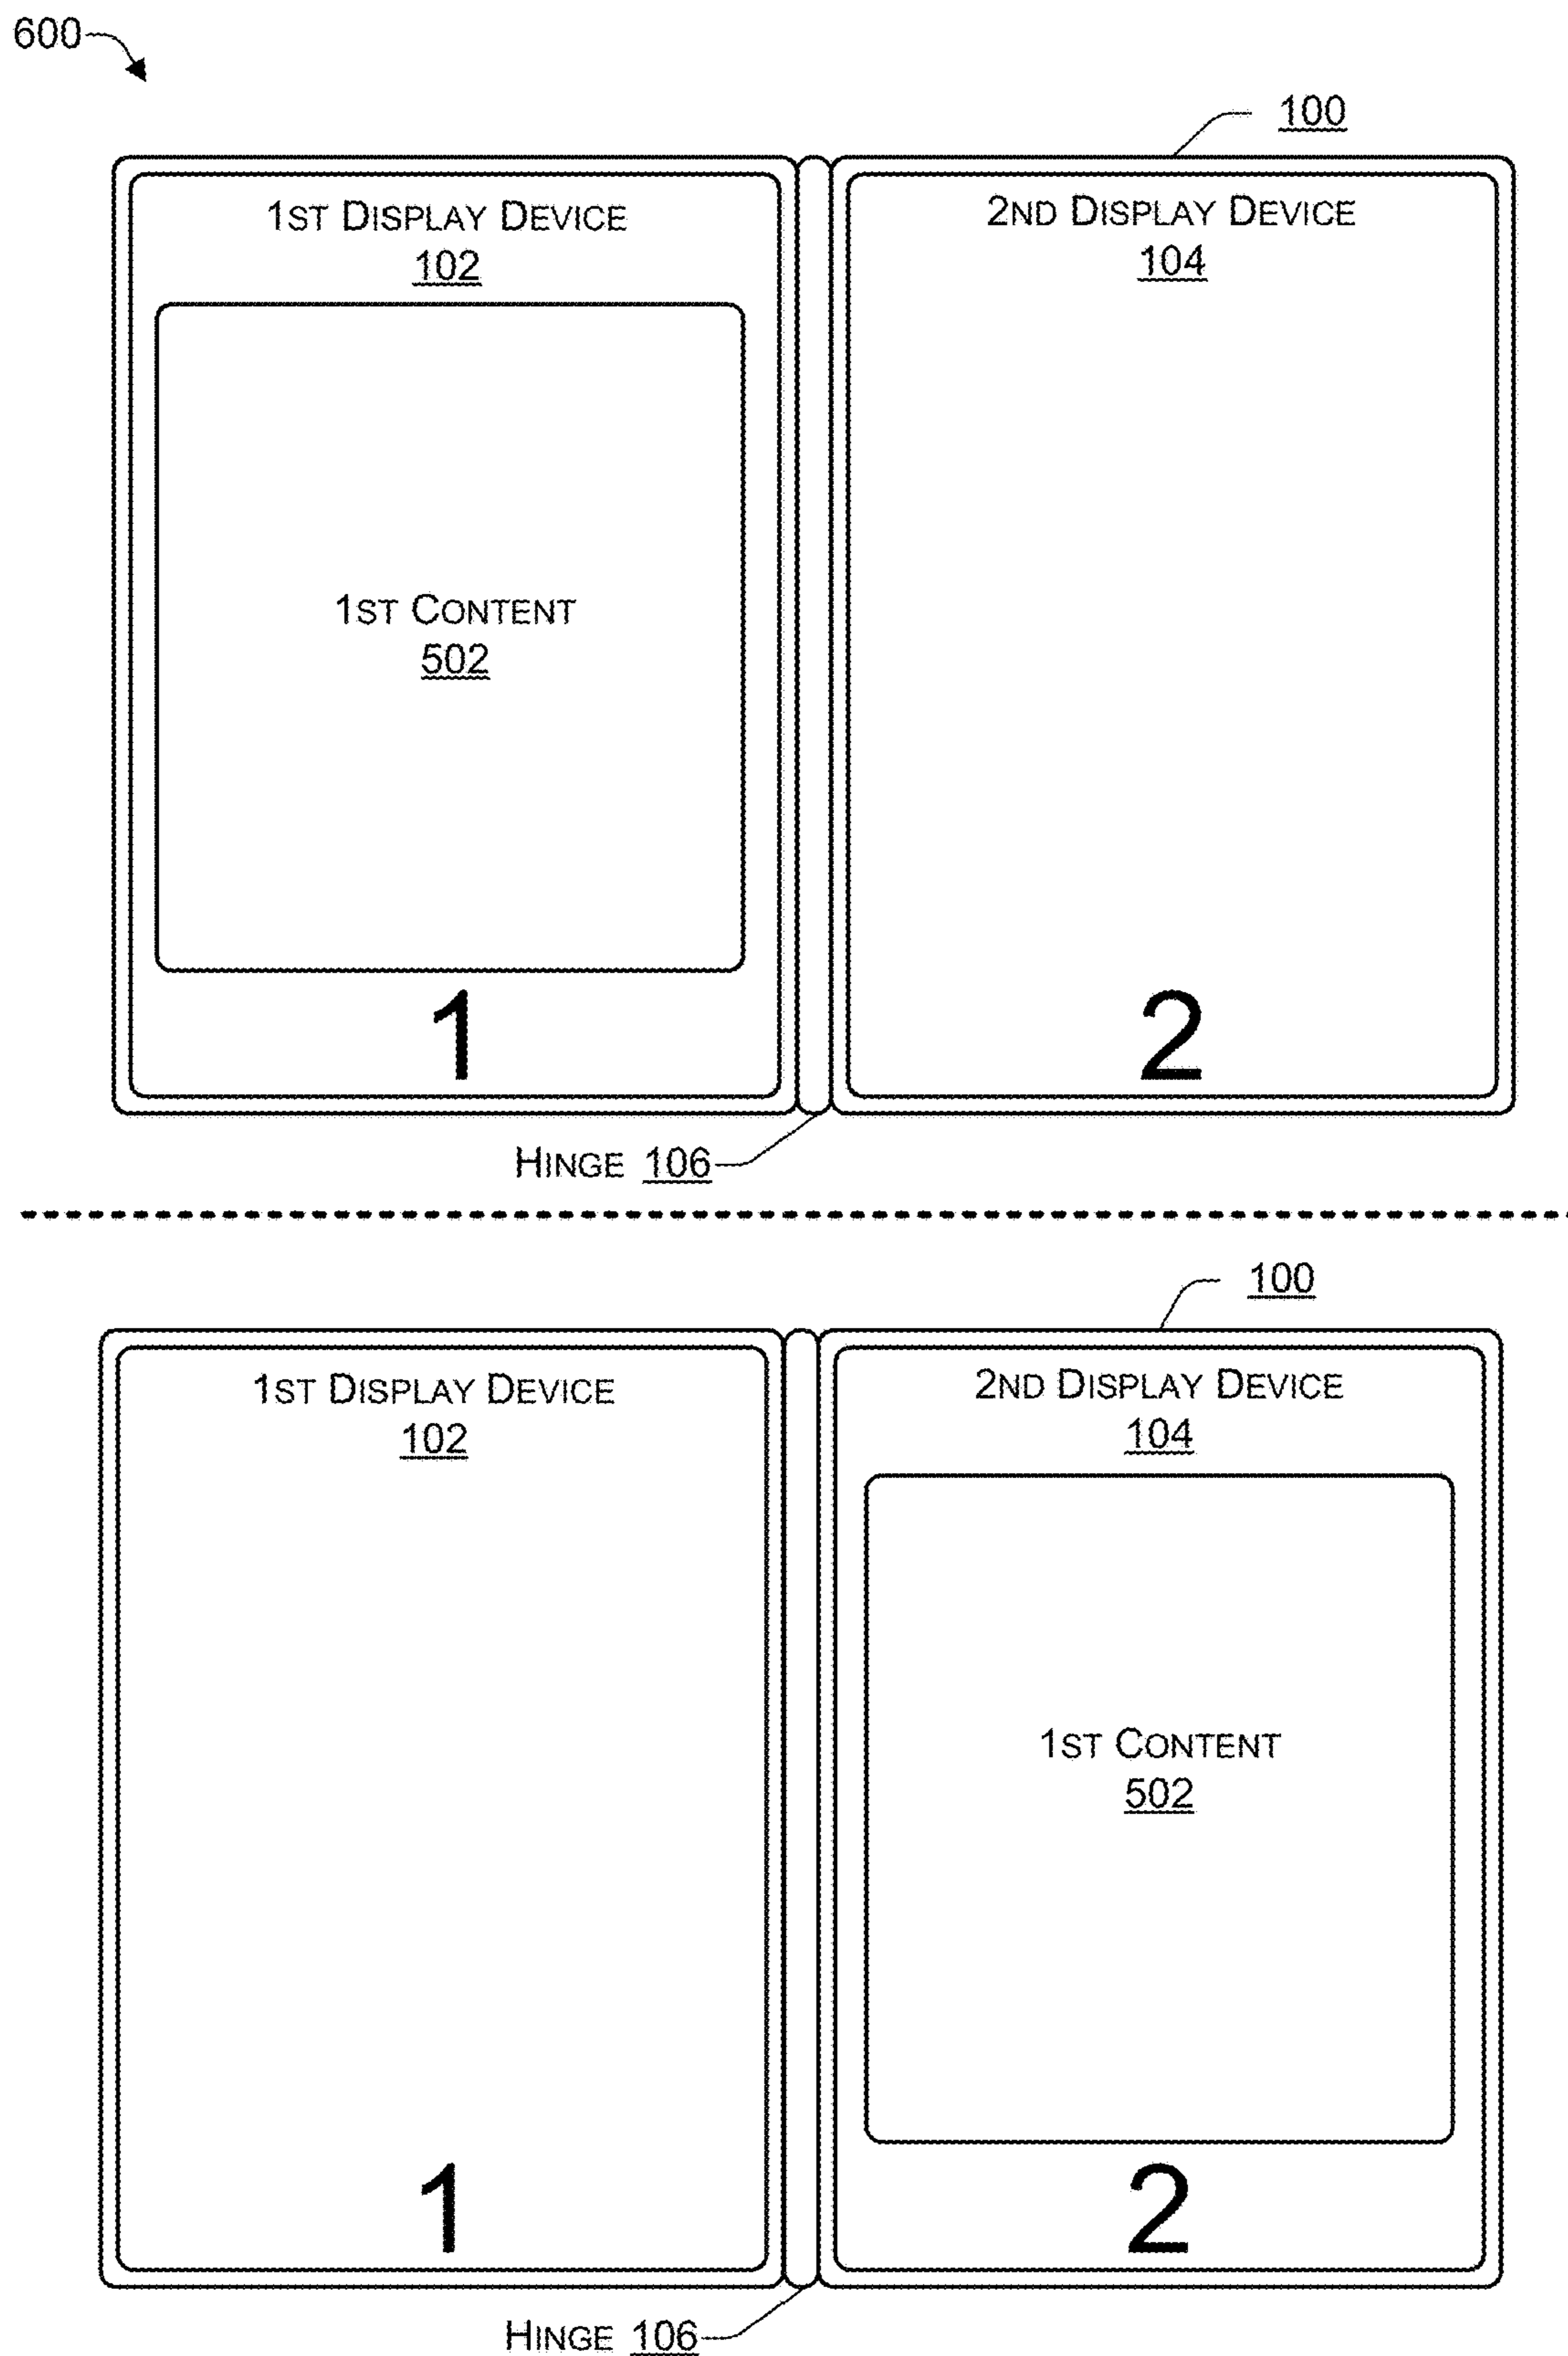 600
100
1ST DISPLAY DEVICE
102
2ND DISPLAY DEVICE
104
1ST CONTENT
502
1
2
HINGE 106
100
1ST DISPLAY DEVICE
102
2ND DISPLAY DEVICE
104
1ST CONTENT
502
1
2
HINGE 106